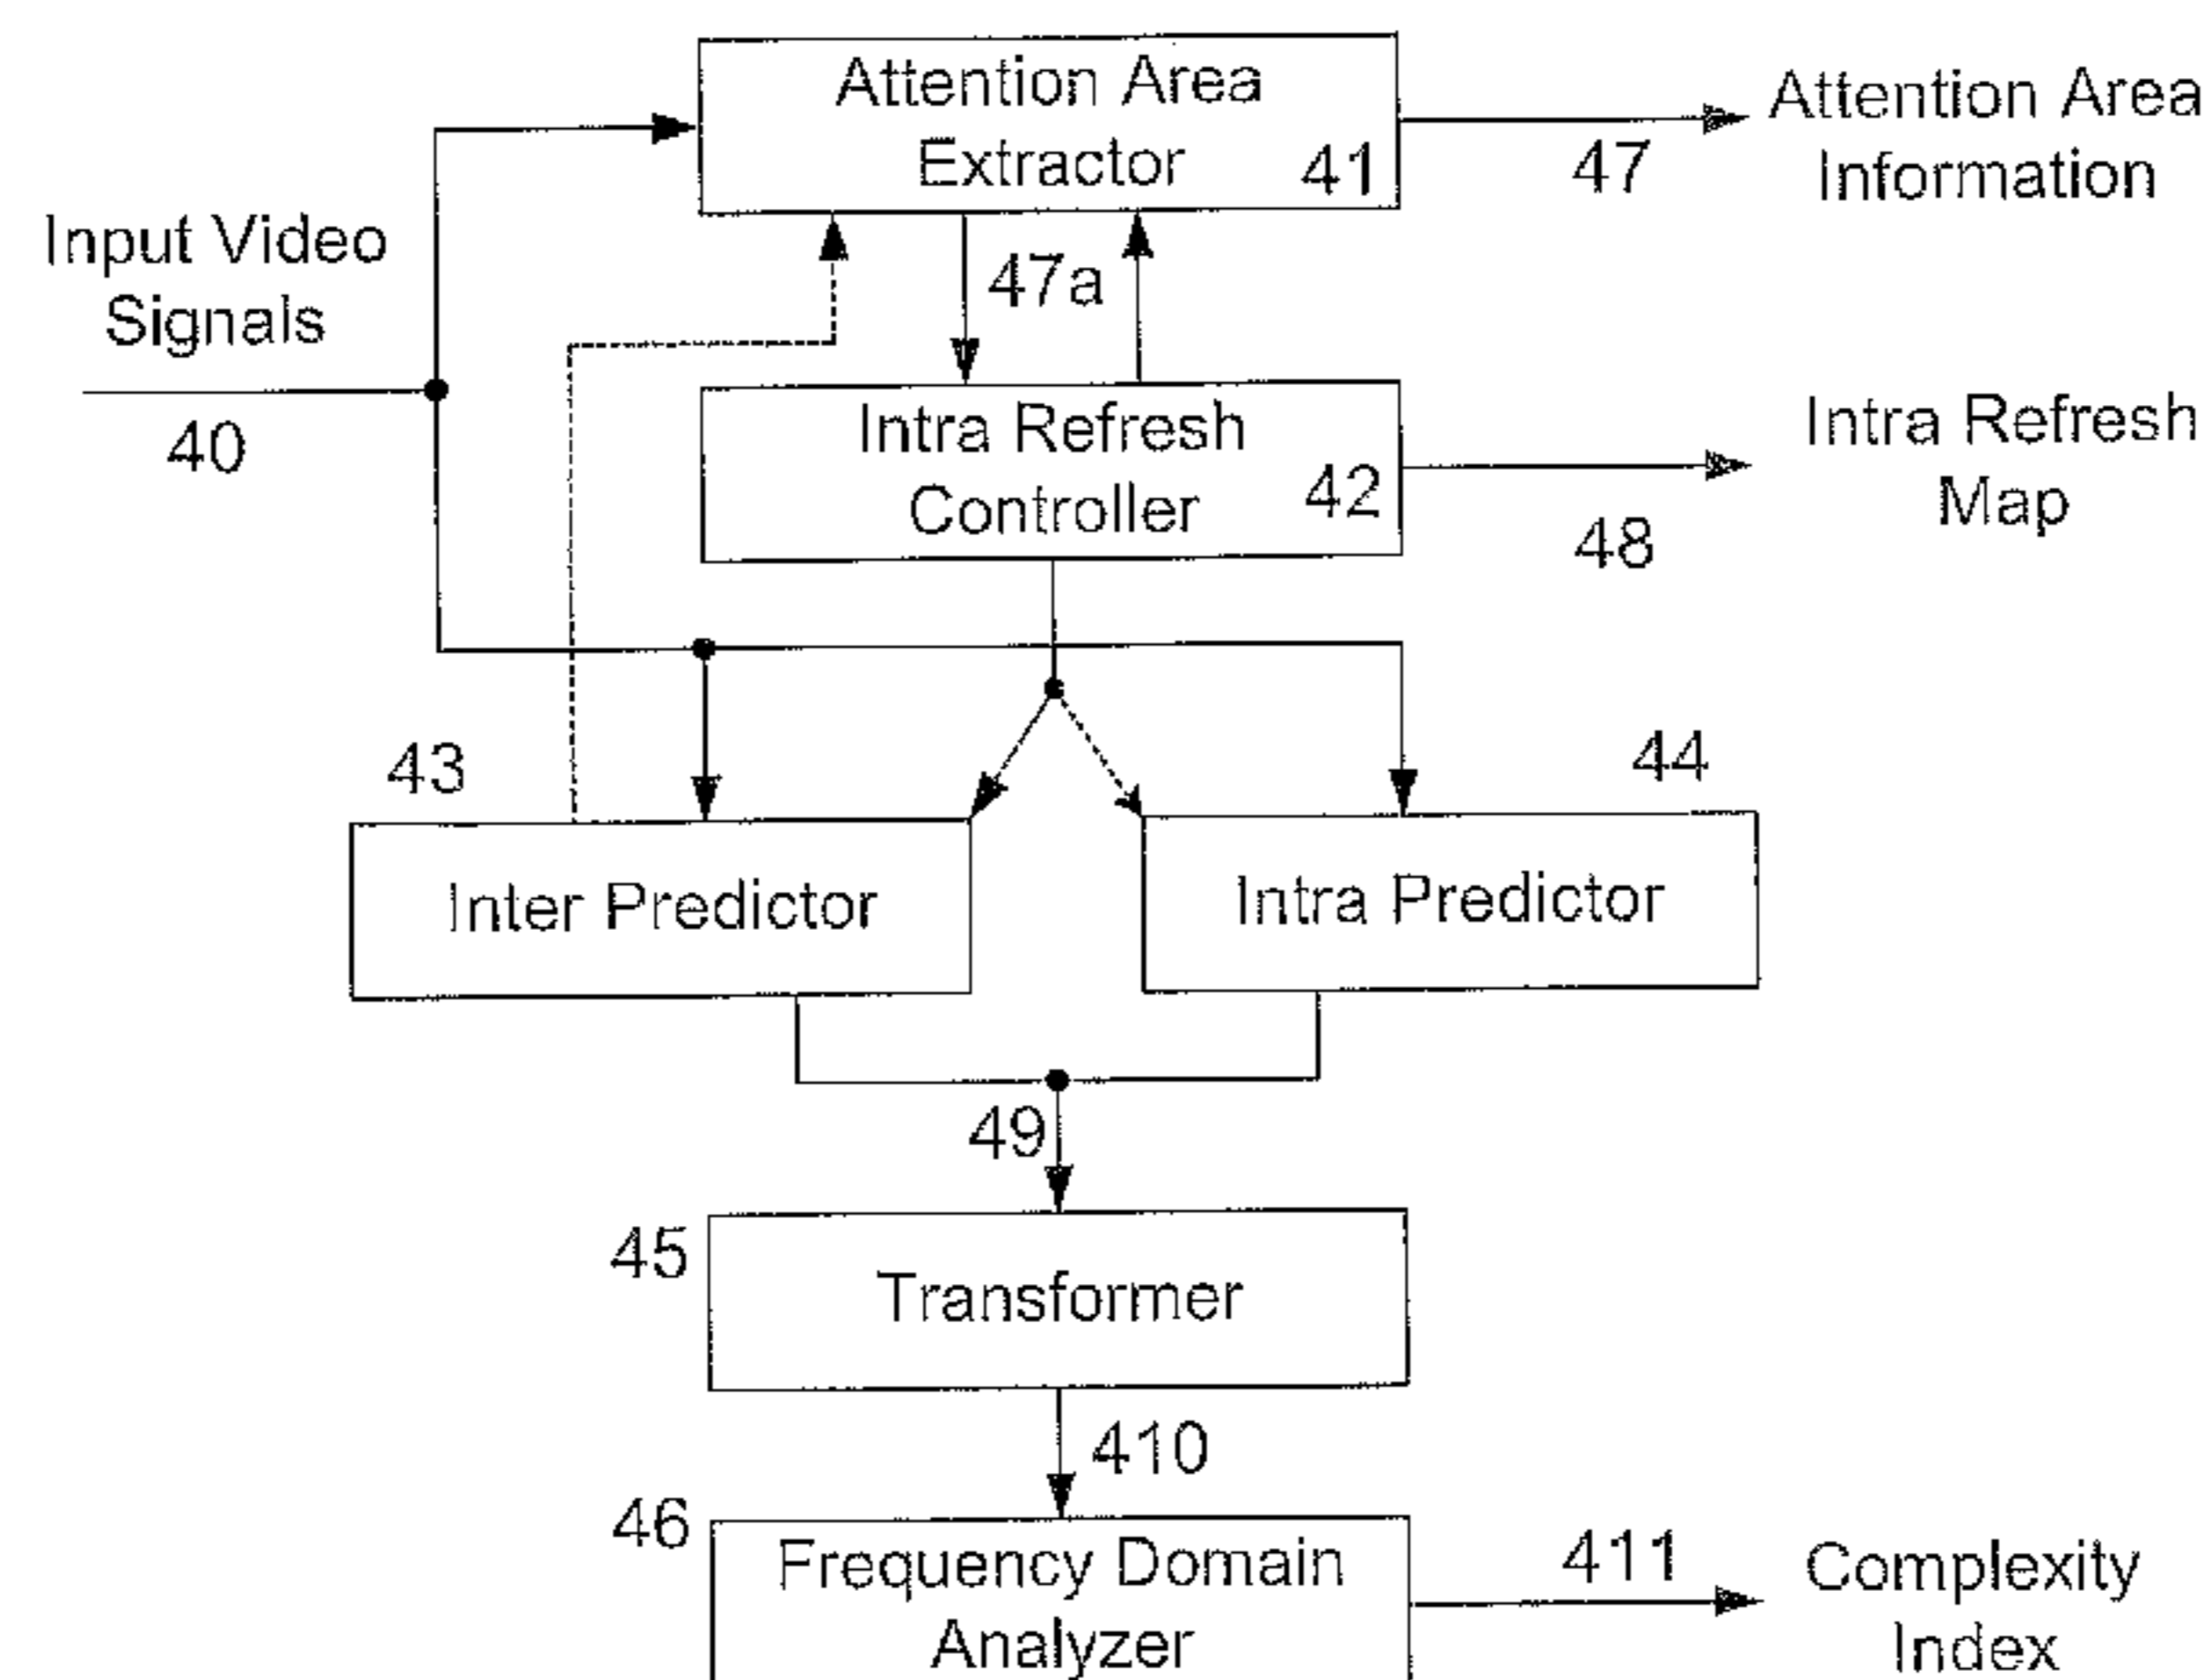 Attention Area
Extractor
41
Attention Area
Information
47
Input Video
Signals
40
47a
Intra Refresh
Controller
42
Intra Refresh
Map
48
43
44
Inter Predictor
Intra Predictor
49
45
Transformer
410
46
Frequency Domain
Analyzer
411
Complexity
Index